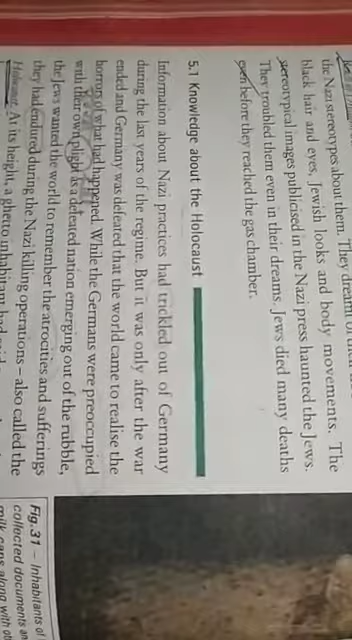 the Nazi stereotypes about them. They dreamt of
black hair and eyes, Jewish looks and body movements. The
stereotypical images publicised in the Nazi press haunted the Jews.
They troubled them even in their dreams. Jews died many deaths
even before they reached the gas chamber.
5.1 Knowledge about the Holocaust
Information about Nazi practices had trickled out of Germany
during the last years of the regime. But it was only after the war
ended and Germany was defeated that the world came to realise the
horrors of what had happened. While the Germans were preoccupied
with their own plight as a defeated nation emerging out of the rubble,
the Jews wanted the world to remember the atrocities and sufferings
they had endured during the Nazi killing operations – also called the
Holocaust. At its height, a ghetto inhabitant had
Fig.31 – Inhabitants of
collected documents an
milk cans along with ot